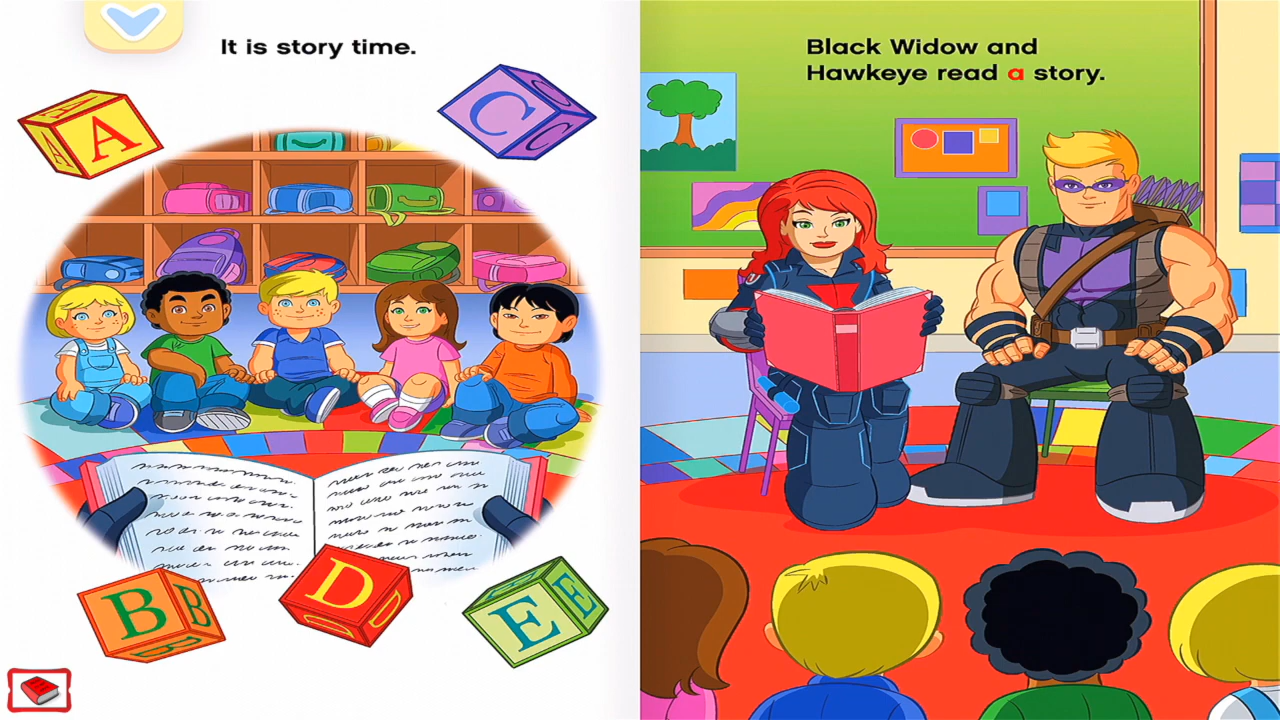 It is story time.
A
C
B
D
E
Black Widow and
Hawkeye read a story.